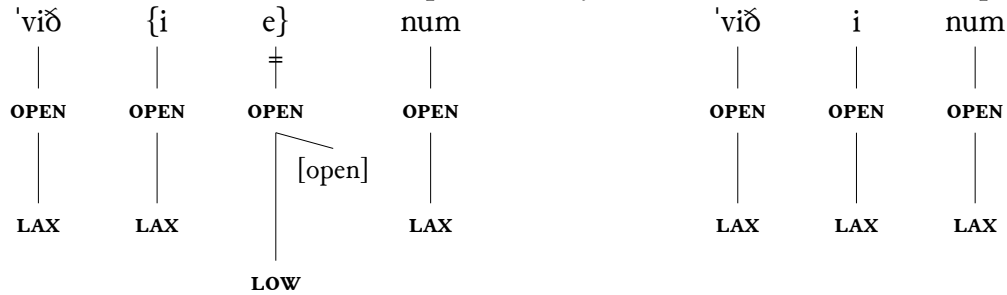 ˈvið {i e} num ˈvið i num
=
OPEN OPEN OPEN OPEN OPEN OPEN OPEN
[open]
LAX LAX LAX LAX LAX LAX
LOW